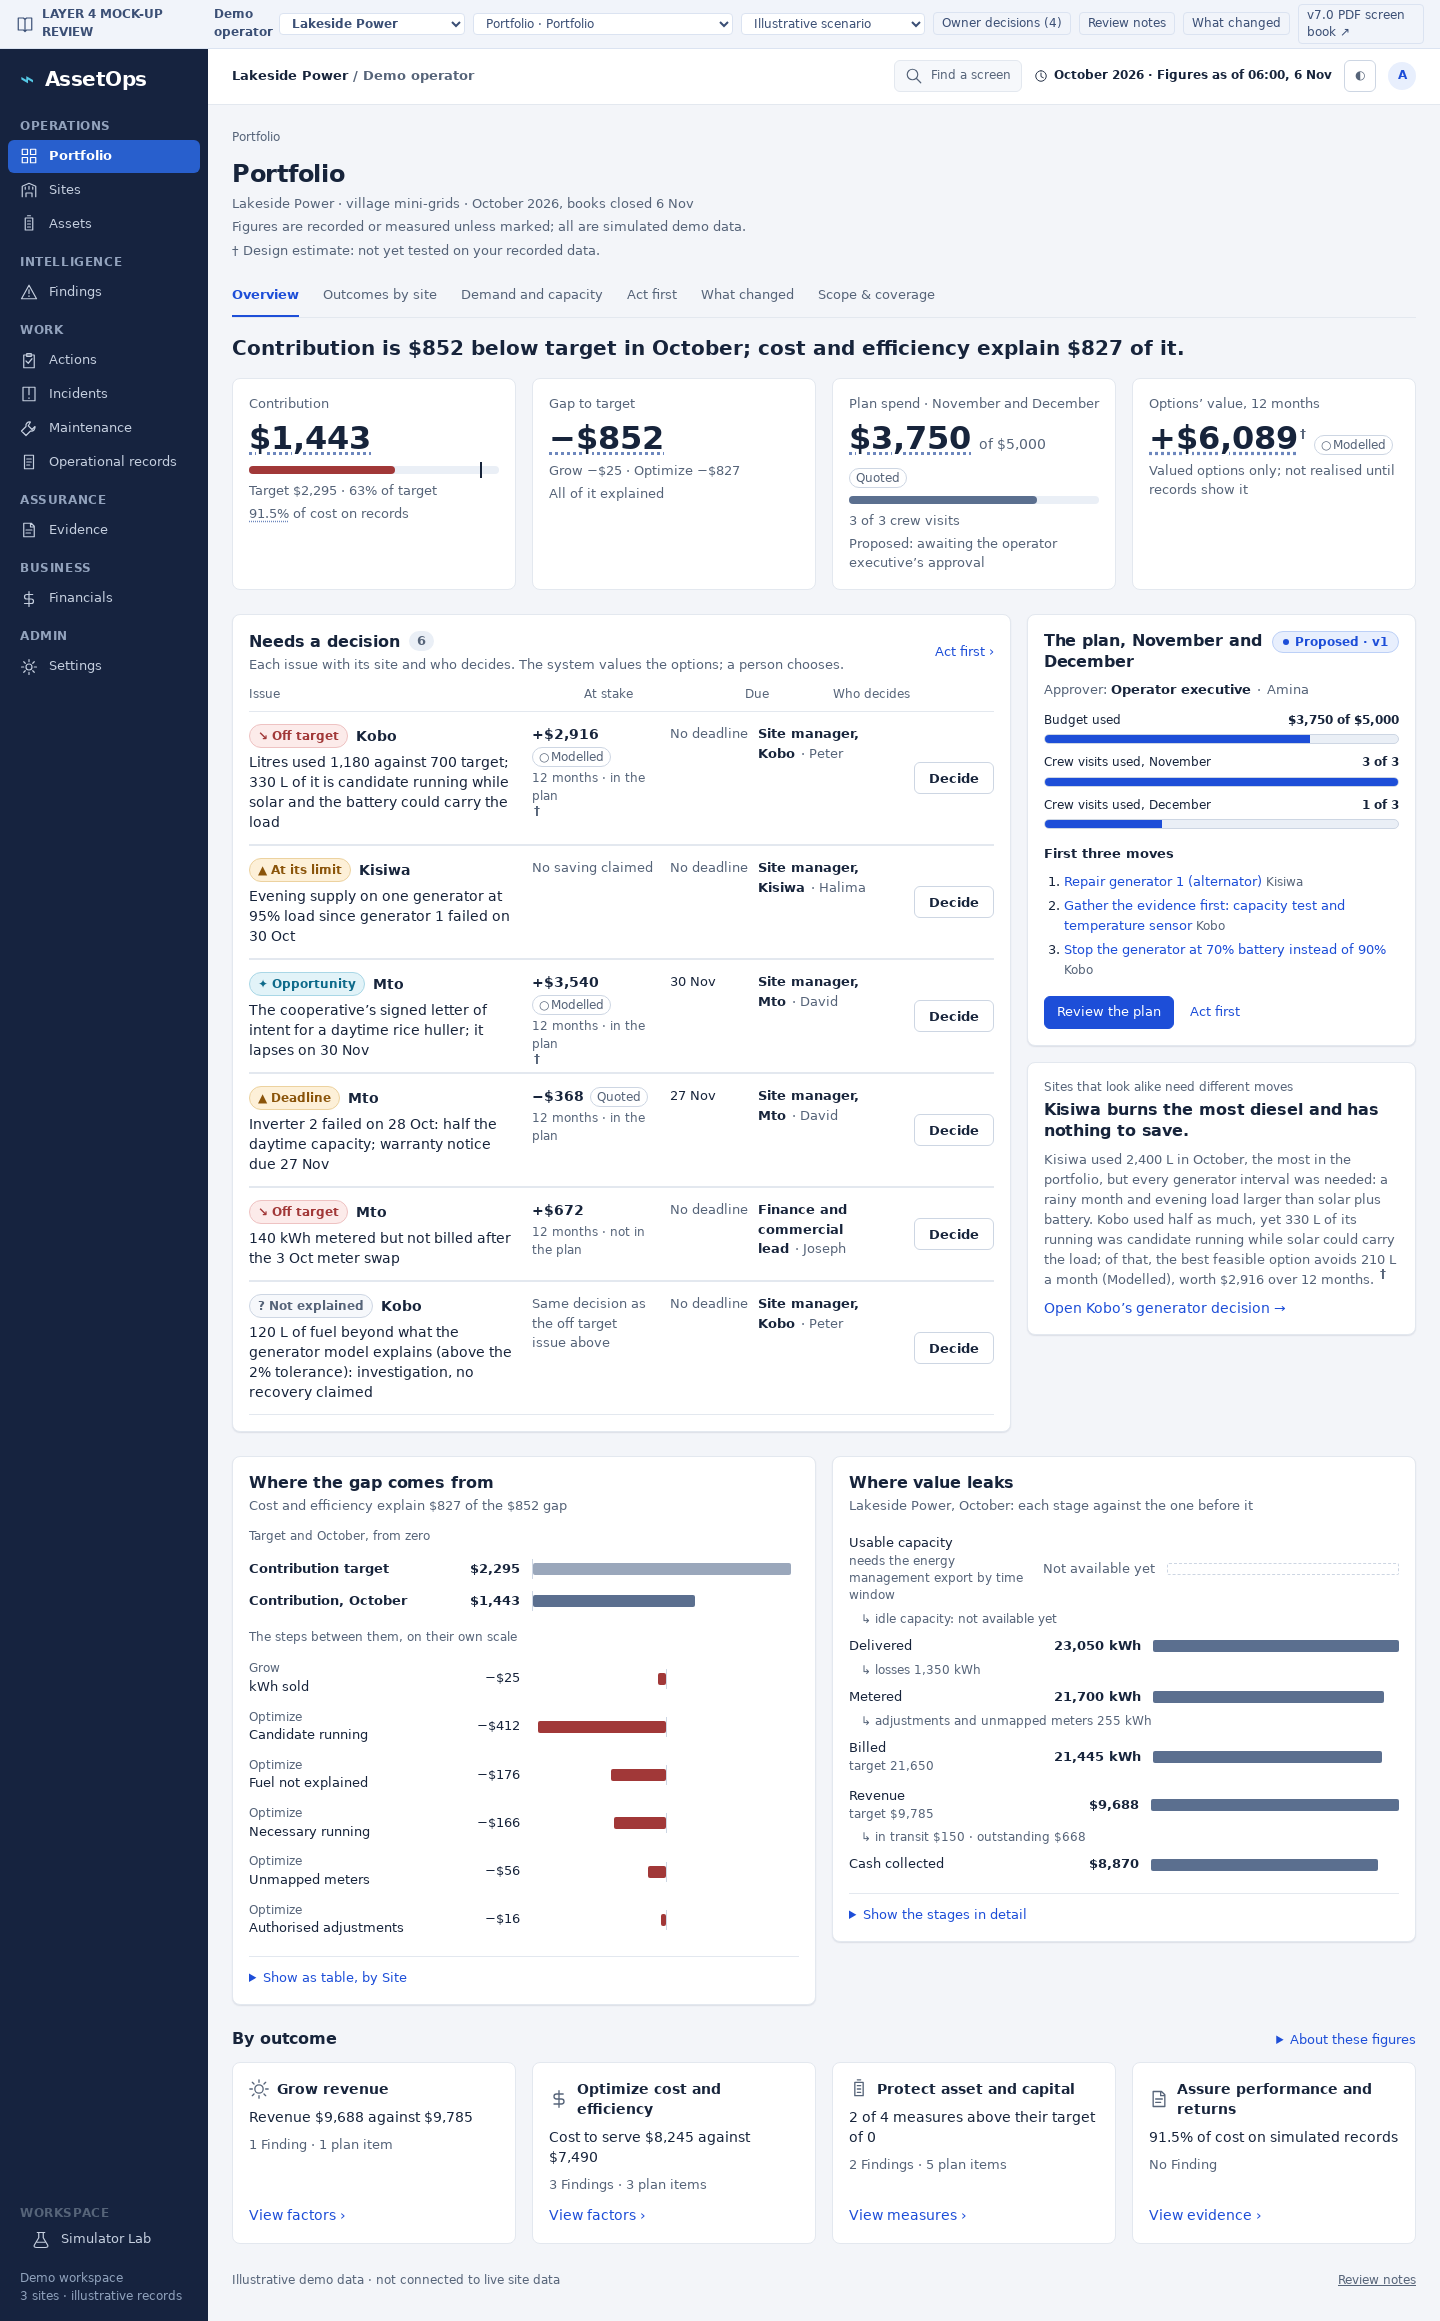 LAYER 4 MOCK-UP REVIEW
Demo operator
Lakeside Power
Portfolio · Portfolio
Illustrative scenario
Owner decisions (4)
Review notes
What changed
v7.0 PDF screen book ↗
AssetOps
OPERATIONS
Portfolio
Sites
Assets
INTELLIGENCE
Findings
WORK
Actions
Incidents
Maintenance
Operational records
ASSURANCE
Evidence
BUSINESS
Financials
ADMIN
Settings
WORKSPACE
Simulator Lab
Demo workspace
3 sites · illustrative records
Lakeside Power / Demo operator
Find a screen
October 2026 · Figures as of 06:00, 6 Nov
A
Portfolio
Portfolio
Lakeside Power · village mini-grids · October 2026, books closed 6 Nov
Figures are recorded or measured unless marked; all are simulated demo data.
† Design estimate: not yet tested on your recorded data.
Overview
Outcomes by site
Demand and capacity
Act first
What changed
Scope & coverage
Contribution is $852 below target in October; cost and efficiency explain $827 of it.
Contribution
$1,443
Target $2,295 · 63% of target
91.5% of cost on records
Gap to target
−$852
Grow −$25 · Optimize −$827
All of it explained
Plan spend · November and December
$3,750 of $5,000
Quoted
3 of 3 crew visits
Proposed: awaiting the operator
executive’s approval
Options’ value, 12 months
+$6,089 † ○ Modelled
Valued options only; not realised until
records show it
Needs a decision 6
Each issue with its site and who decides. The system values the options; a person chooses.
Act first ›
Issue
At stake
Due
Who decides
↘ Off target Kobo
Litres used 1,180 against 700 target;
330 L of it is candidate running while
solar and the battery could carry the
load
+$2,916
○ Modelled
12 months · in the
plan
†
No deadline
Site manager,
Kobo · Peter
Decide
▲ At its limit Kisiwa
Evening supply on one generator at
95% load since generator 1 failed on
30 Oct
No saving claimed
No deadline
Site manager,
Kisiwa · Halima
Decide
✦ Opportunity Mto
The cooperative’s signed letter of
intent for a daytime rice huller; it
lapses on 30 Nov
+$3,540
○ Modelled
12 months · in the
plan
†
30 Nov
Site manager,
Mto · David
Decide
▲ Deadline Mto
Inverter 2 failed on 28 Oct: half the
daytime capacity; warranty notice
due 27 Nov
−$368 Quoted
12 months · in the
plan
27 Nov
Site manager,
Mto · David
Decide
↘ Off target Mto
140 kWh metered but not billed after
the 3 Oct meter swap
+$672
12 months · not in
the plan
No deadline
Finance and
commercial
lead · Joseph
Decide
? Not explained Kobo
120 L of fuel beyond what the
generator model explains (above the
2% tolerance): investigation, no
recovery claimed
Same decision as
the off target
issue above
No deadline
Site manager,
Kobo · Peter
Decide
The plan, November and
December
● Proposed · v1
Approver: Operator executive · Amina
Budget used $3,750 of $5,000
Crew visits used, November 3 of 3
Crew visits used, December 1 of 3
First three moves
1. Repair generator 1 (alternator) Kisiwa
2. Gather the evidence first: capacity test and
temperature sensor Kobo
3. Stop the generator at 70% battery instead of 90%
Kobo
Review the plan
Act first
Sites that look alike need different moves
Kisiwa burns the most diesel and has
nothing to save.
Kisiwa used 2,400 L in October, the most in the
portfolio, but every generator interval was needed: a
rainy month and evening load larger than solar plus
battery. Kobo used half as much, yet 330 L of its
running was candidate running while solar could carry
the load; of that, the best feasible option avoids 210 L
a month (Modelled), worth $2,916 over 12 months. †
Open Kobo’s generator decision →
Where the gap comes from
Cost and efficiency explain $827 of the $852 gap
Target and October, from zero
Contribution target $2,295
Contribution, October $1,443
The steps between them, on their own scale
Grow
kWh sold −$25
Optimize
Candidate running −$412
Optimize
Fuel not explained −$176
Optimize
Necessary running −$166
Optimize
Unmapped meters −$56
Optimize
Authorised adjustments −$16
▶ Show as table, by Site
Where value leaks
Lakeside Power, October: each stage against the one before it
Usable capacity
needs the energy
management export by time
window
Not available yet
↳ idle capacity: not available yet
Delivered 23,050 kWh
↳ losses 1,350 kWh
Metered 21,700 kWh
↳ adjustments and unmapped meters 255 kWh
Billed
target 21,650
21,445 kWh
Revenue
target $9,785
$9,688
↳ in transit $150 · outstanding $668
Cash collected $8,870
▶ Show the stages in detail
By outcome
▶ About these figures
Grow revenue
Revenue $9,688 against $9,785
1 Finding · 1 plan item
View factors ›
Optimize cost and
efficiency
Cost to serve $8,245 against
$7,490
3 Findings · 3 plan items
View factors ›
Protect asset and capital
2 of 4 measures above their target
of 0
2 Findings · 5 plan items
View measures ›
Assure performance and
returns
91.5% of cost on simulated records
No Finding
View evidence ›
Illustrative demo data · not connected to live site data
Review notes